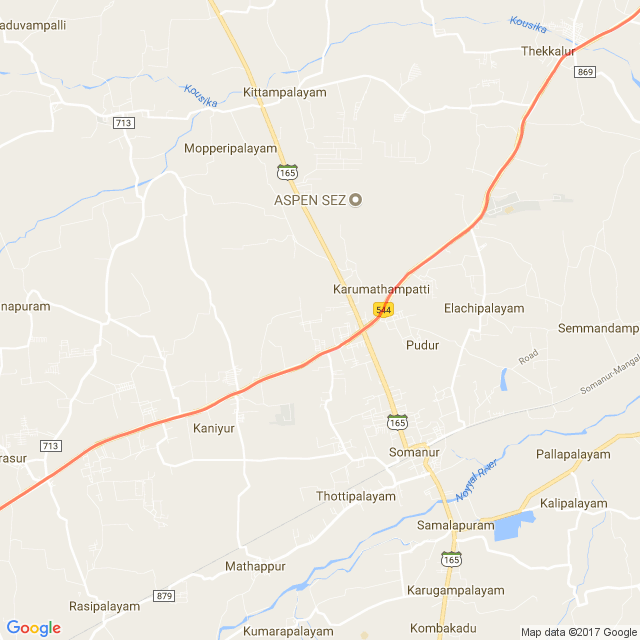 aduvampalli
Kousika
Thekkalur
869
Kousika
Kittampalayam
713
Mopperipalayam
165
ASPEN SEZ
Karumathampatti
napuram
544
Elachipalayam
Semmandamp
Pudur
Road
Somanur-Mangal
165
Kaniyur
713
rasur
Somanur
Pallapalayam
Noyyal River
Thottipalayam
Kalipalayam
Samalapuram
165
Mathappur
Karugampalayam
879
Rasipalayam
Google
Kumarapalayam
Kombakadu
Map data ©2017 Google